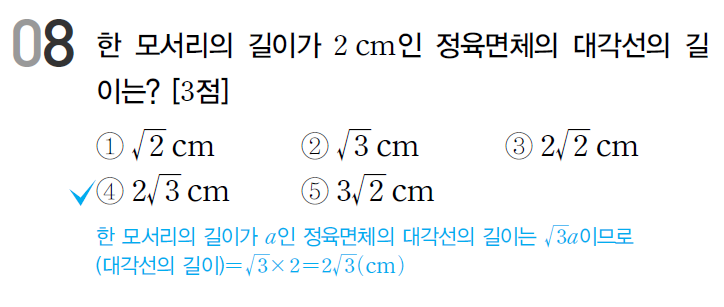 08 한 모서리의 길이가 2 cm인 정육면체의 대각선의 길
이는? [3점]
① √2 cm ② √3 cm ③ 2√2 cm
④ 2√3 cm ⑤ 3√2 cm
한 모서리의 길이가 a인 정육면체의 대각선의 길이는 √3a이므로
(대각선의 길이)=√3×2=2√3(cm)